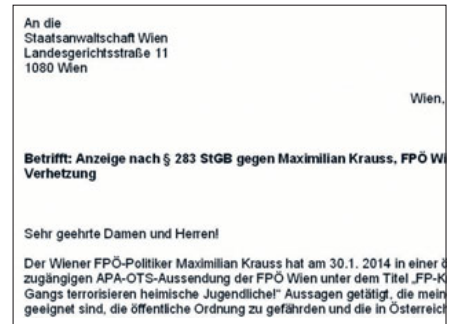 An die
Staatsanwaltschaft Wien
Landesgerichtsstraße 11
1080 Wien
Wien,
Betrifft: Anzeige nach § 283 StGB gegen Maximilian Krauss, FPÖ Wi
Verhetzung
Sehr geehrte Damen und Herren!
Der Wiener FPÖ-Politiker Maximilian Krauss hat am 30.1. 2014 in einer ö
zugängigen APA-OTS-Aussendung der FPÖ Wien unter dem Titel „FP-K
Gangs terrorisieren heimische Jugendliche!" Aussagen getätigt, die mein
geeignet sind, die öffentliche Ordnung zu gefährden und die in Österreich